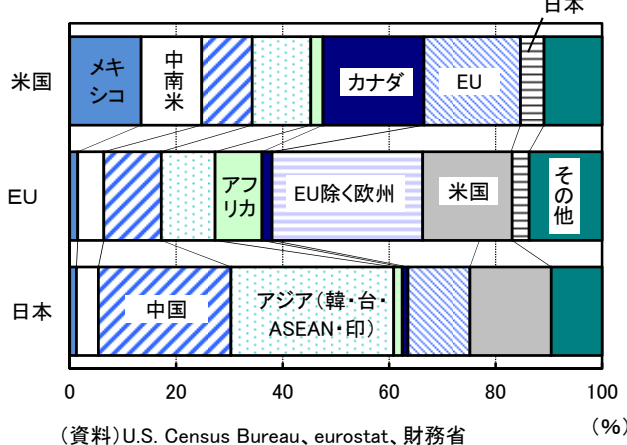 日本
米国
メキ
シコ
中南米
カナダ
EU
EU
アフ
リカ
EU除く欧州
米国
その他
日本
中国
アジア(韓・台・
ASEAN・印)
0 20 40 60 80 100
(%)
(資料)U.S. Census Bureau、eurostat、財務省